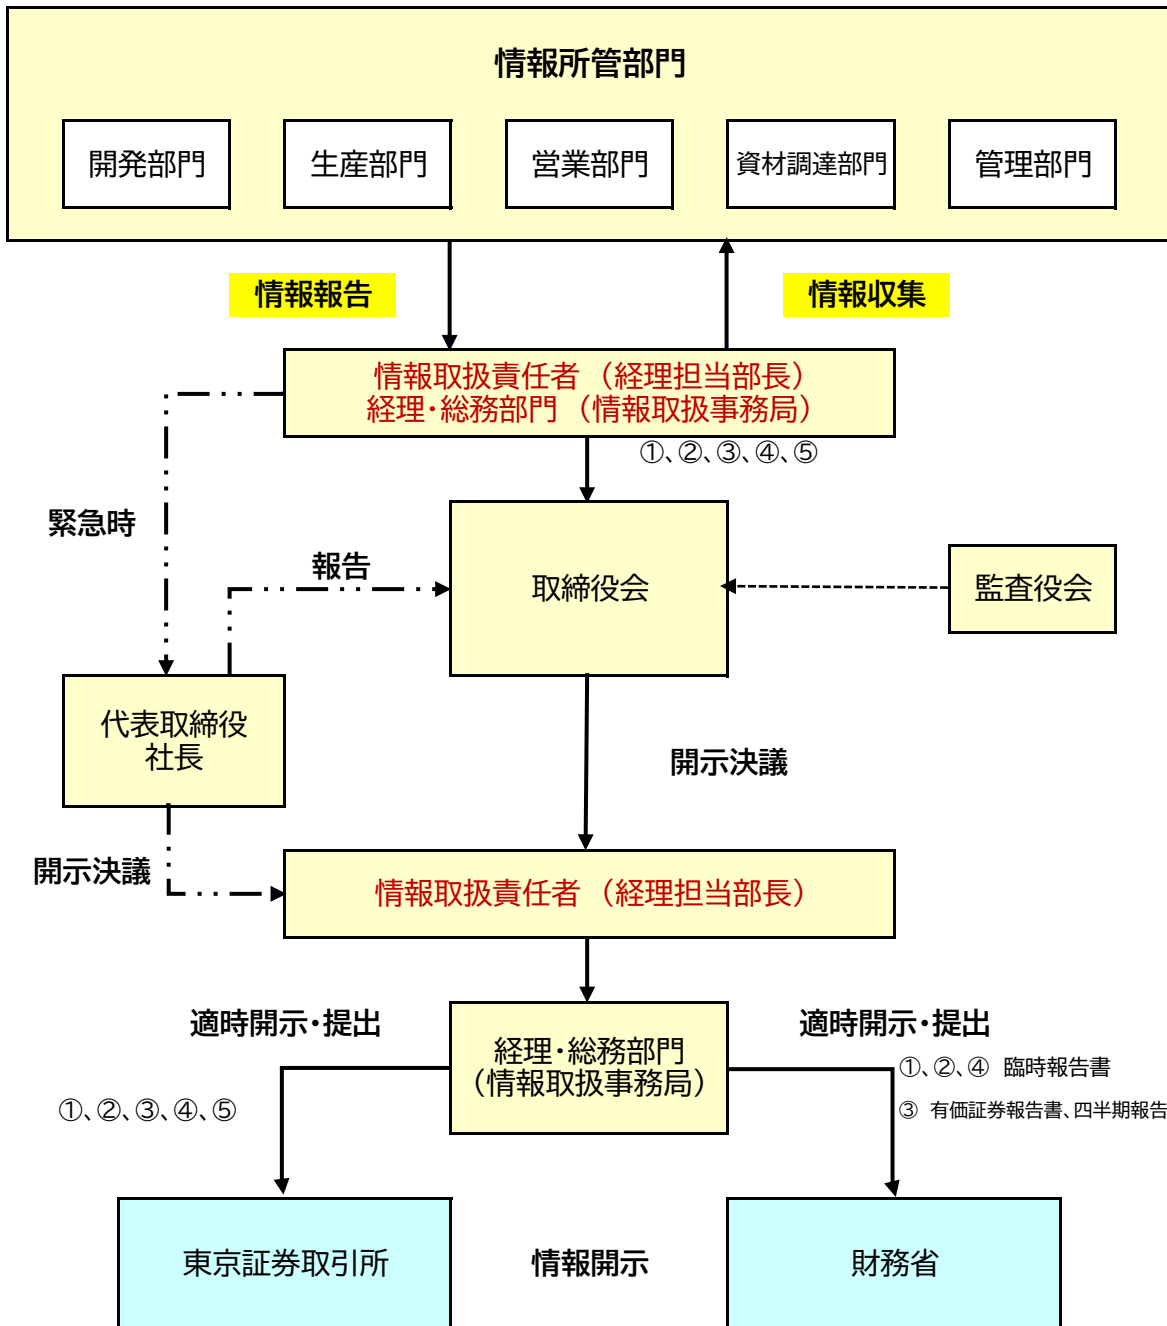 情報所管部門
開発部門
生産部門
営業部門
資材調達部門
管理部門
情報報告
情報収集
情報取扱責任者（経理担当部長）
経理・総務部門（情報取扱事務局）
①、②、③、④、⑤
緊急時
報告
取締役会
監査役会
代表取締役
社長
開示決議
開示決議
情報取扱責任者（経理担当部長）
適時開示・提出
適時開示・提出
経理・総務部門
（情報取扱事務局）
①、②、④ 臨時報告書
①、②、③、④、⑤
③ 有価証券報告書、四半期報告
東京証券取引所
情報開示
財務省